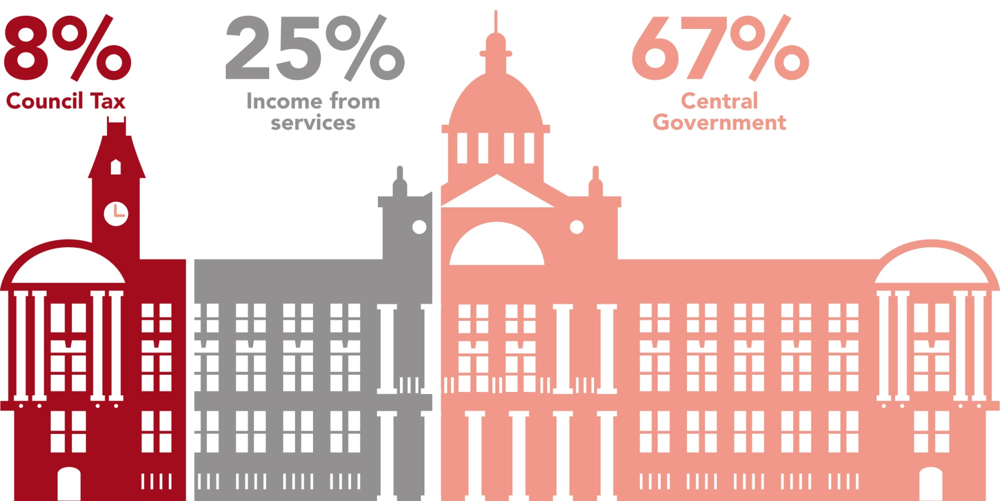 8%
Council Tax
25%
Income from
services
67%
Central
Government